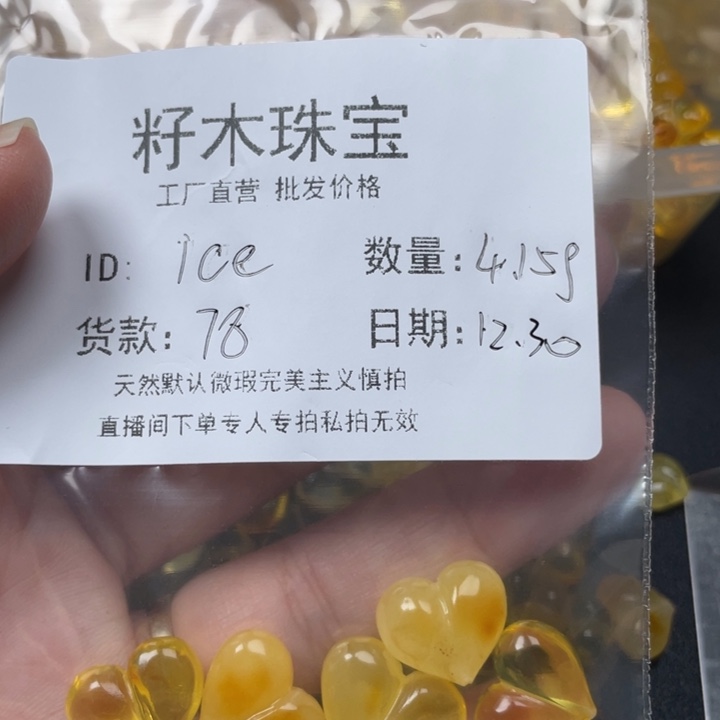 籽木珠宝
工厂直营 批发价格
ID: ice 数量:4.15g
货款:78 日期:12.30
天然默认微瑕完美主义慎拍
直播间下单专人专拍私拍无效